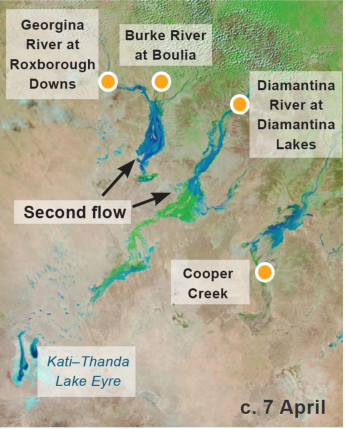 Georgina
River at
Roxborough
Downs
Burke River
at Boulia
Diamantina
River at
Diamantina
Lakes
Second flow
Cooper
Creek
Kati–Thanda
Lake Eyre
c. 7 April